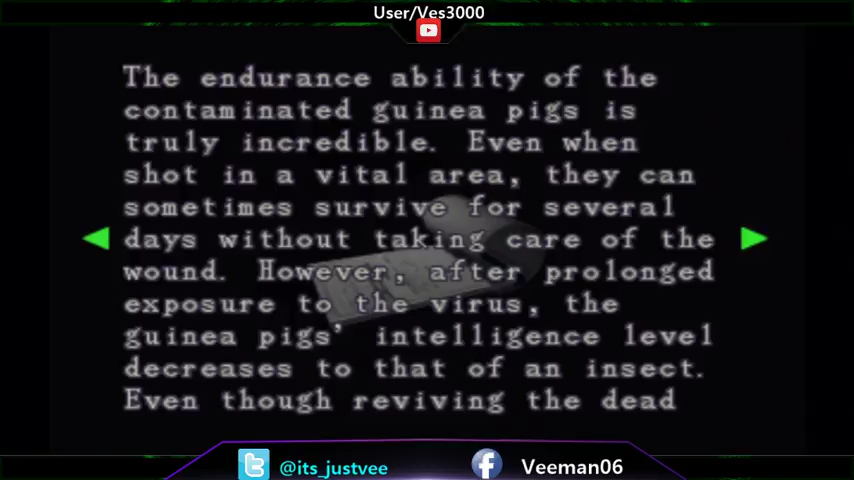 User/Ves3000
The endurance ability of the
contaminated guinea pigs is
truly incredible. Even when
shot in a vital area, they can
sometimes survive for several
days without taking care of the
wound. However, after prolonged
exposure to the virus, the
guinea pigs' intelligence level
decreases to that of an insect.
Even though reviving the dead
@its_justvee Veeman06